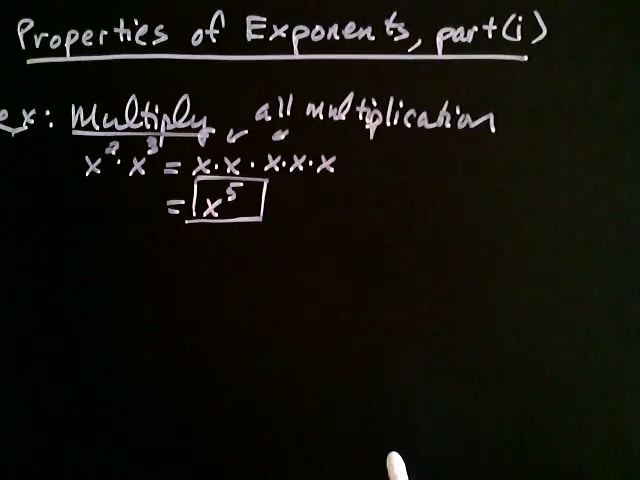 Properties of Exponents, part (i)
ex: Multiply all multiplication
x² · x³ = x · x · x · x · x
= x⁵